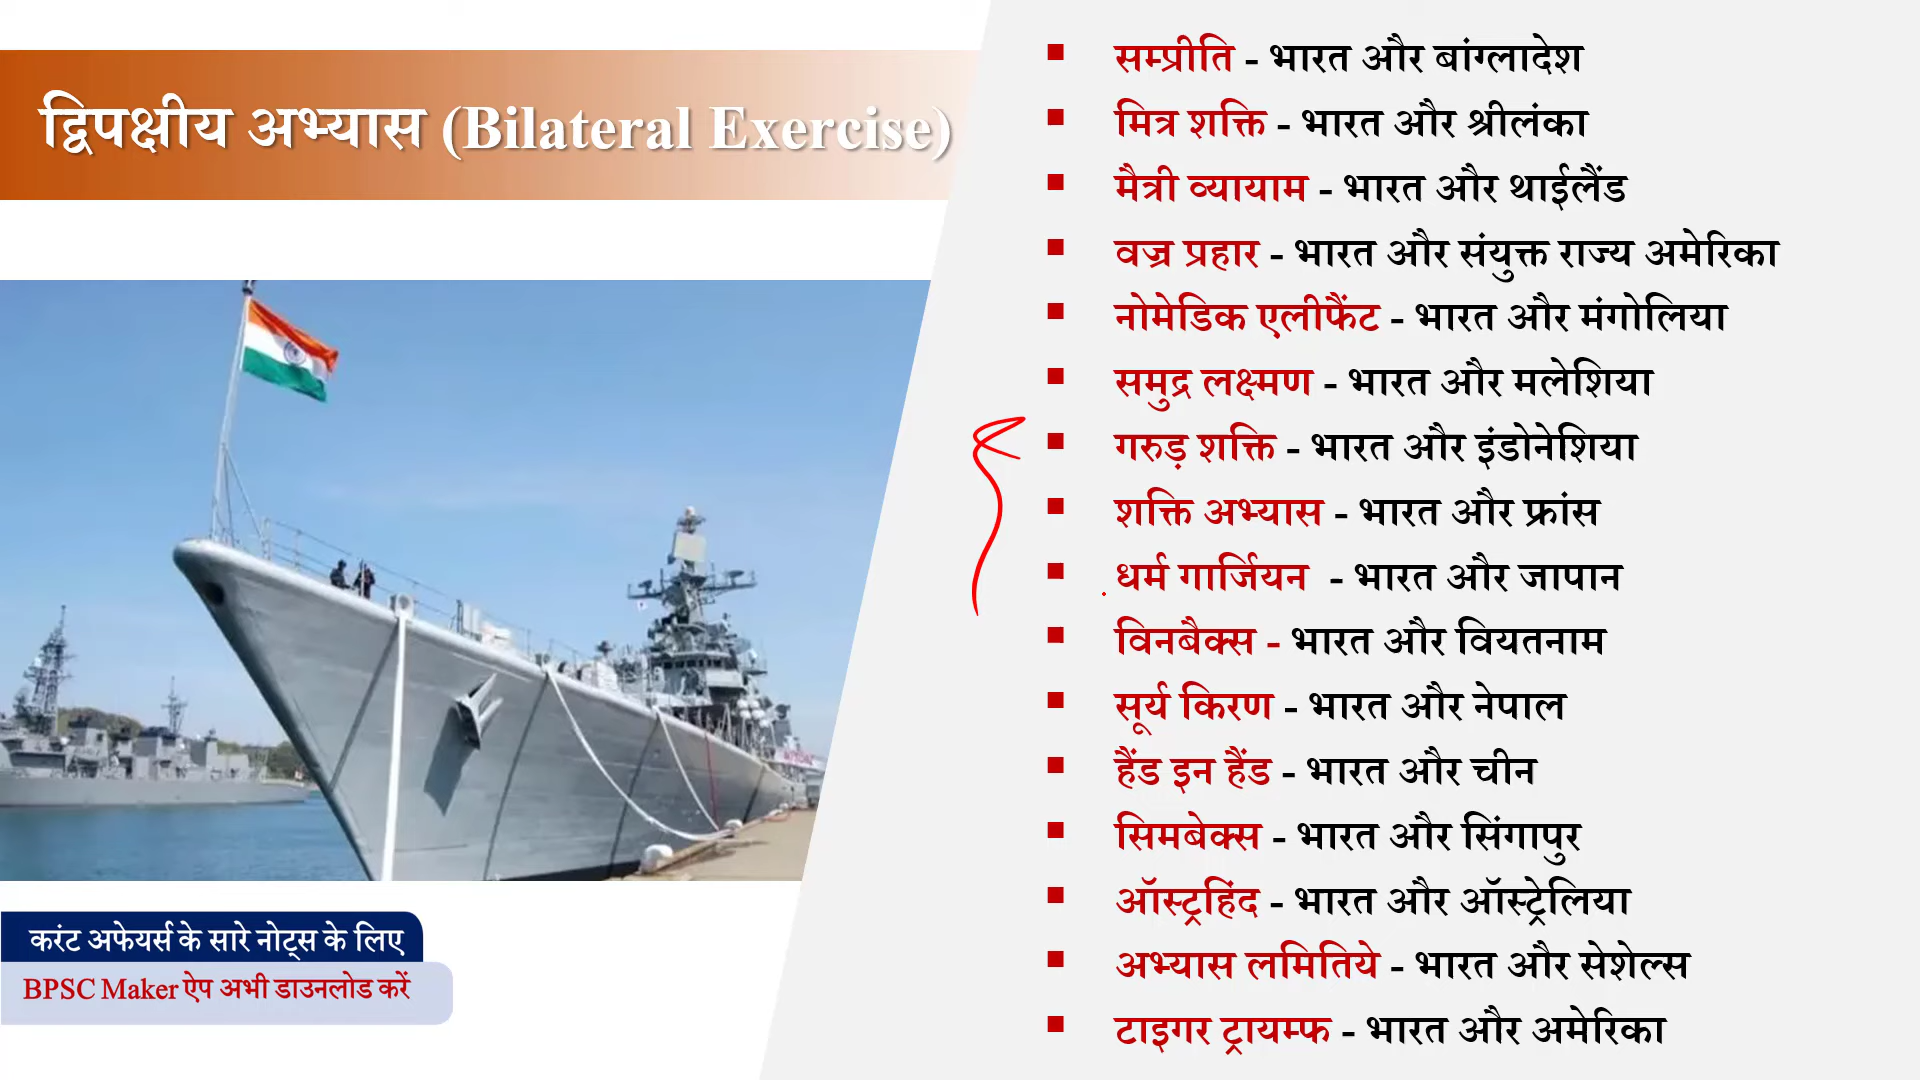 द्विपक्षीय अभ्यास (Bilateral Exercise)
सम्प्रीति - भारत और बांग्लादेश
मित्र शक्ति - भारत और श्रीलंका
मैत्री व्यायाम - भारत और थाईलैंड
वज्र प्रहार - भारत और संयुक्त राज्य अमेरिका
नोमेडिक एलीफैंट - भारत और मंगोलिया
समुद्र लक्ष्मण - भारत और मलेशिया
गरुड़ शक्ति - भारत और इंडोनेशिया
शक्ति अभ्यास - भारत और फ्रांस
धर्म गार्जियन - भारत और जापान
विनबैक्स - भारत और वियतनाम
सूर्य किरण - भारत और नेपाल
हैंड इन हैंड - भारत और चीन
सिमबेक्स - भारत और सिंगापुर
ऑस्ट्रहिंद - भारत और ऑस्ट्रेलिया
अभ्यास लमितिये - भारत और सेशेल्स
टाइगर ट्रायम्फ - भारत और अमेरिका
करंट अफेयर्स के सारे नोट्स के लिए
BPSC Maker ऐप अभी डाउनलोड करें